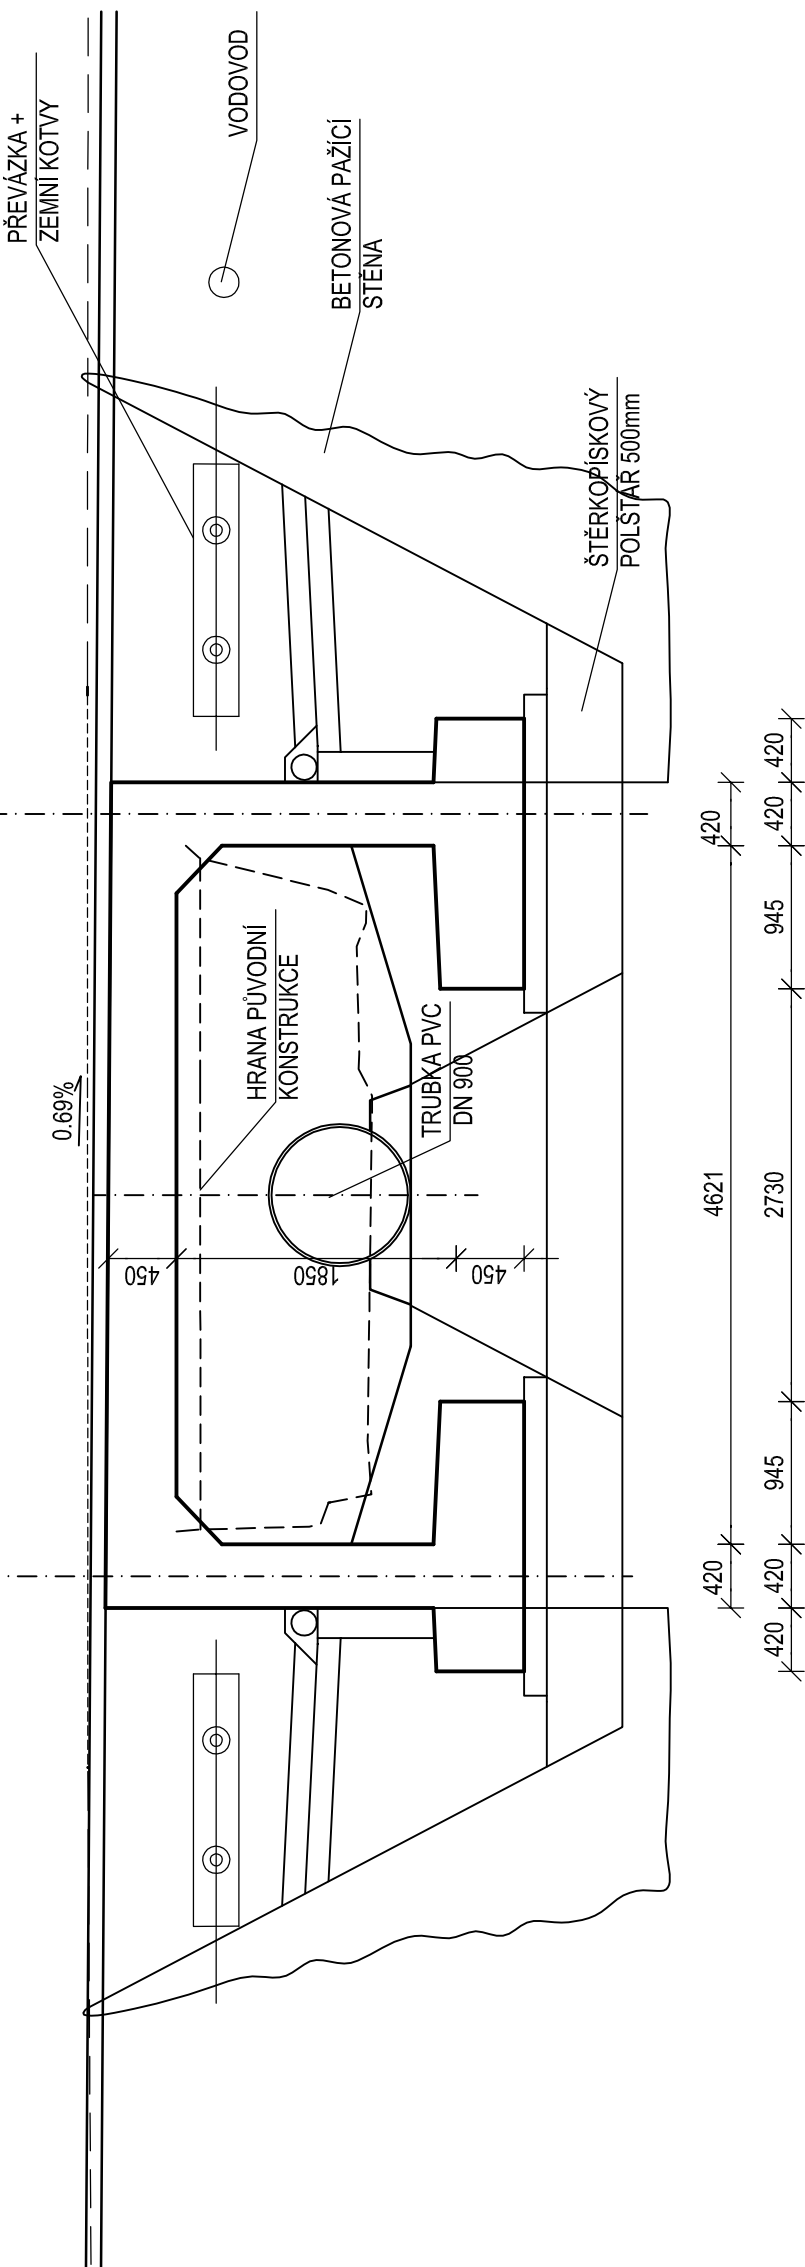 PŘEVÁZKA +
ZEMNÍ KOTVY
VODOVOD
BETONOVÁ PAŽÍCÍ
STĚNA
ŠTĚRKOPÍSKOVÝ
POLŠTÁŘ 500mm
HRANA PŮVODNÍ
KONSTRUKCE
TRUBKA PVC
DN 900
0.69%
450
1850
450
420
4621
420
420
420
945
2730
945
420
420